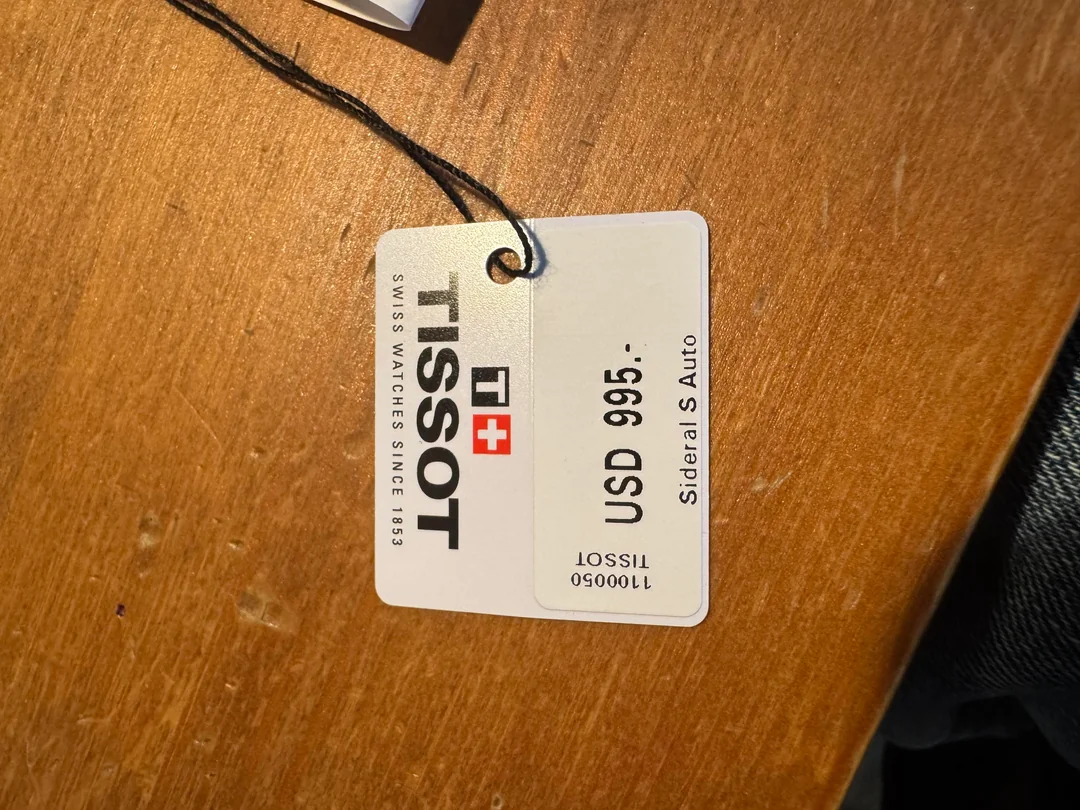 T
TISSOT
SWISS WATCHES SINCE 1853
USD 995.-
Sideral S Auto
TISSOT
1100050